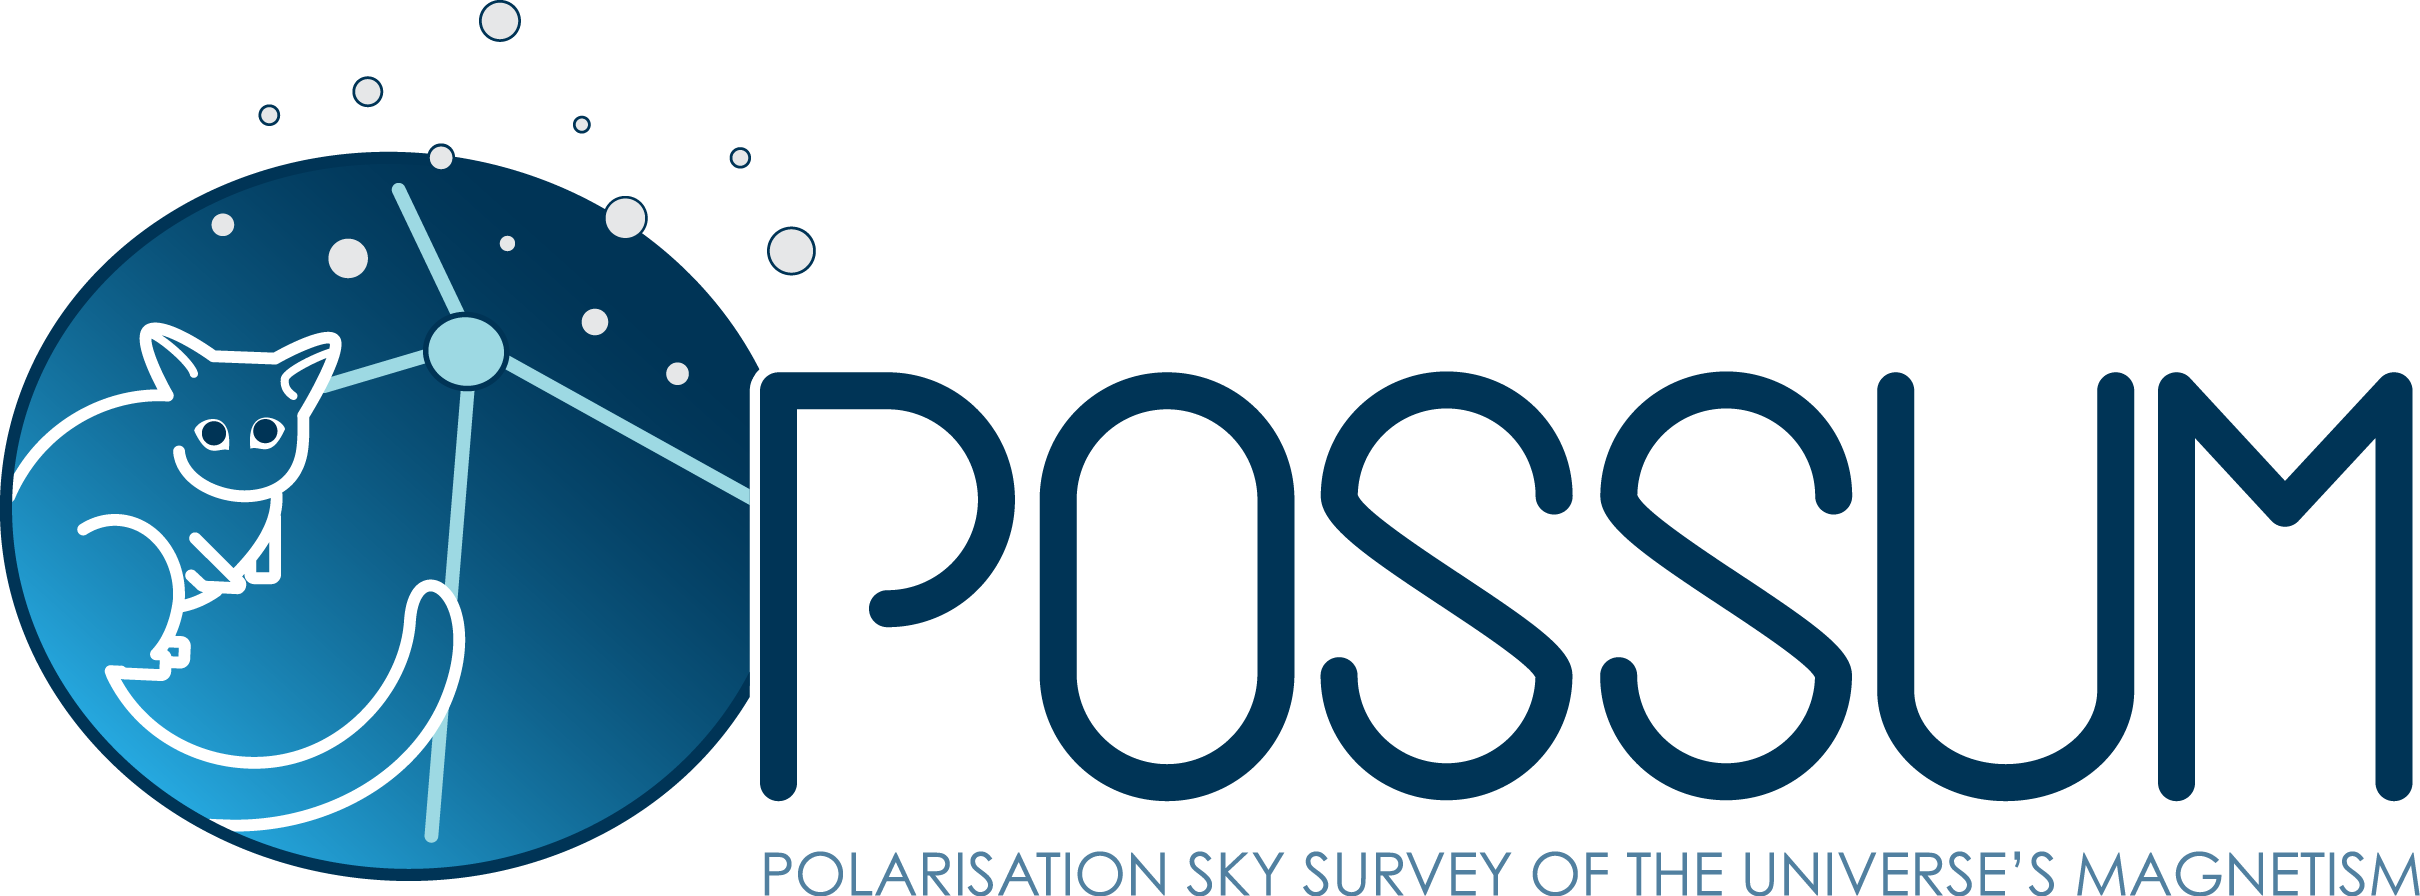 POSSUM
POLARISATION SKY SURVEY OF THE UNIVERSE'S MAGNETISM